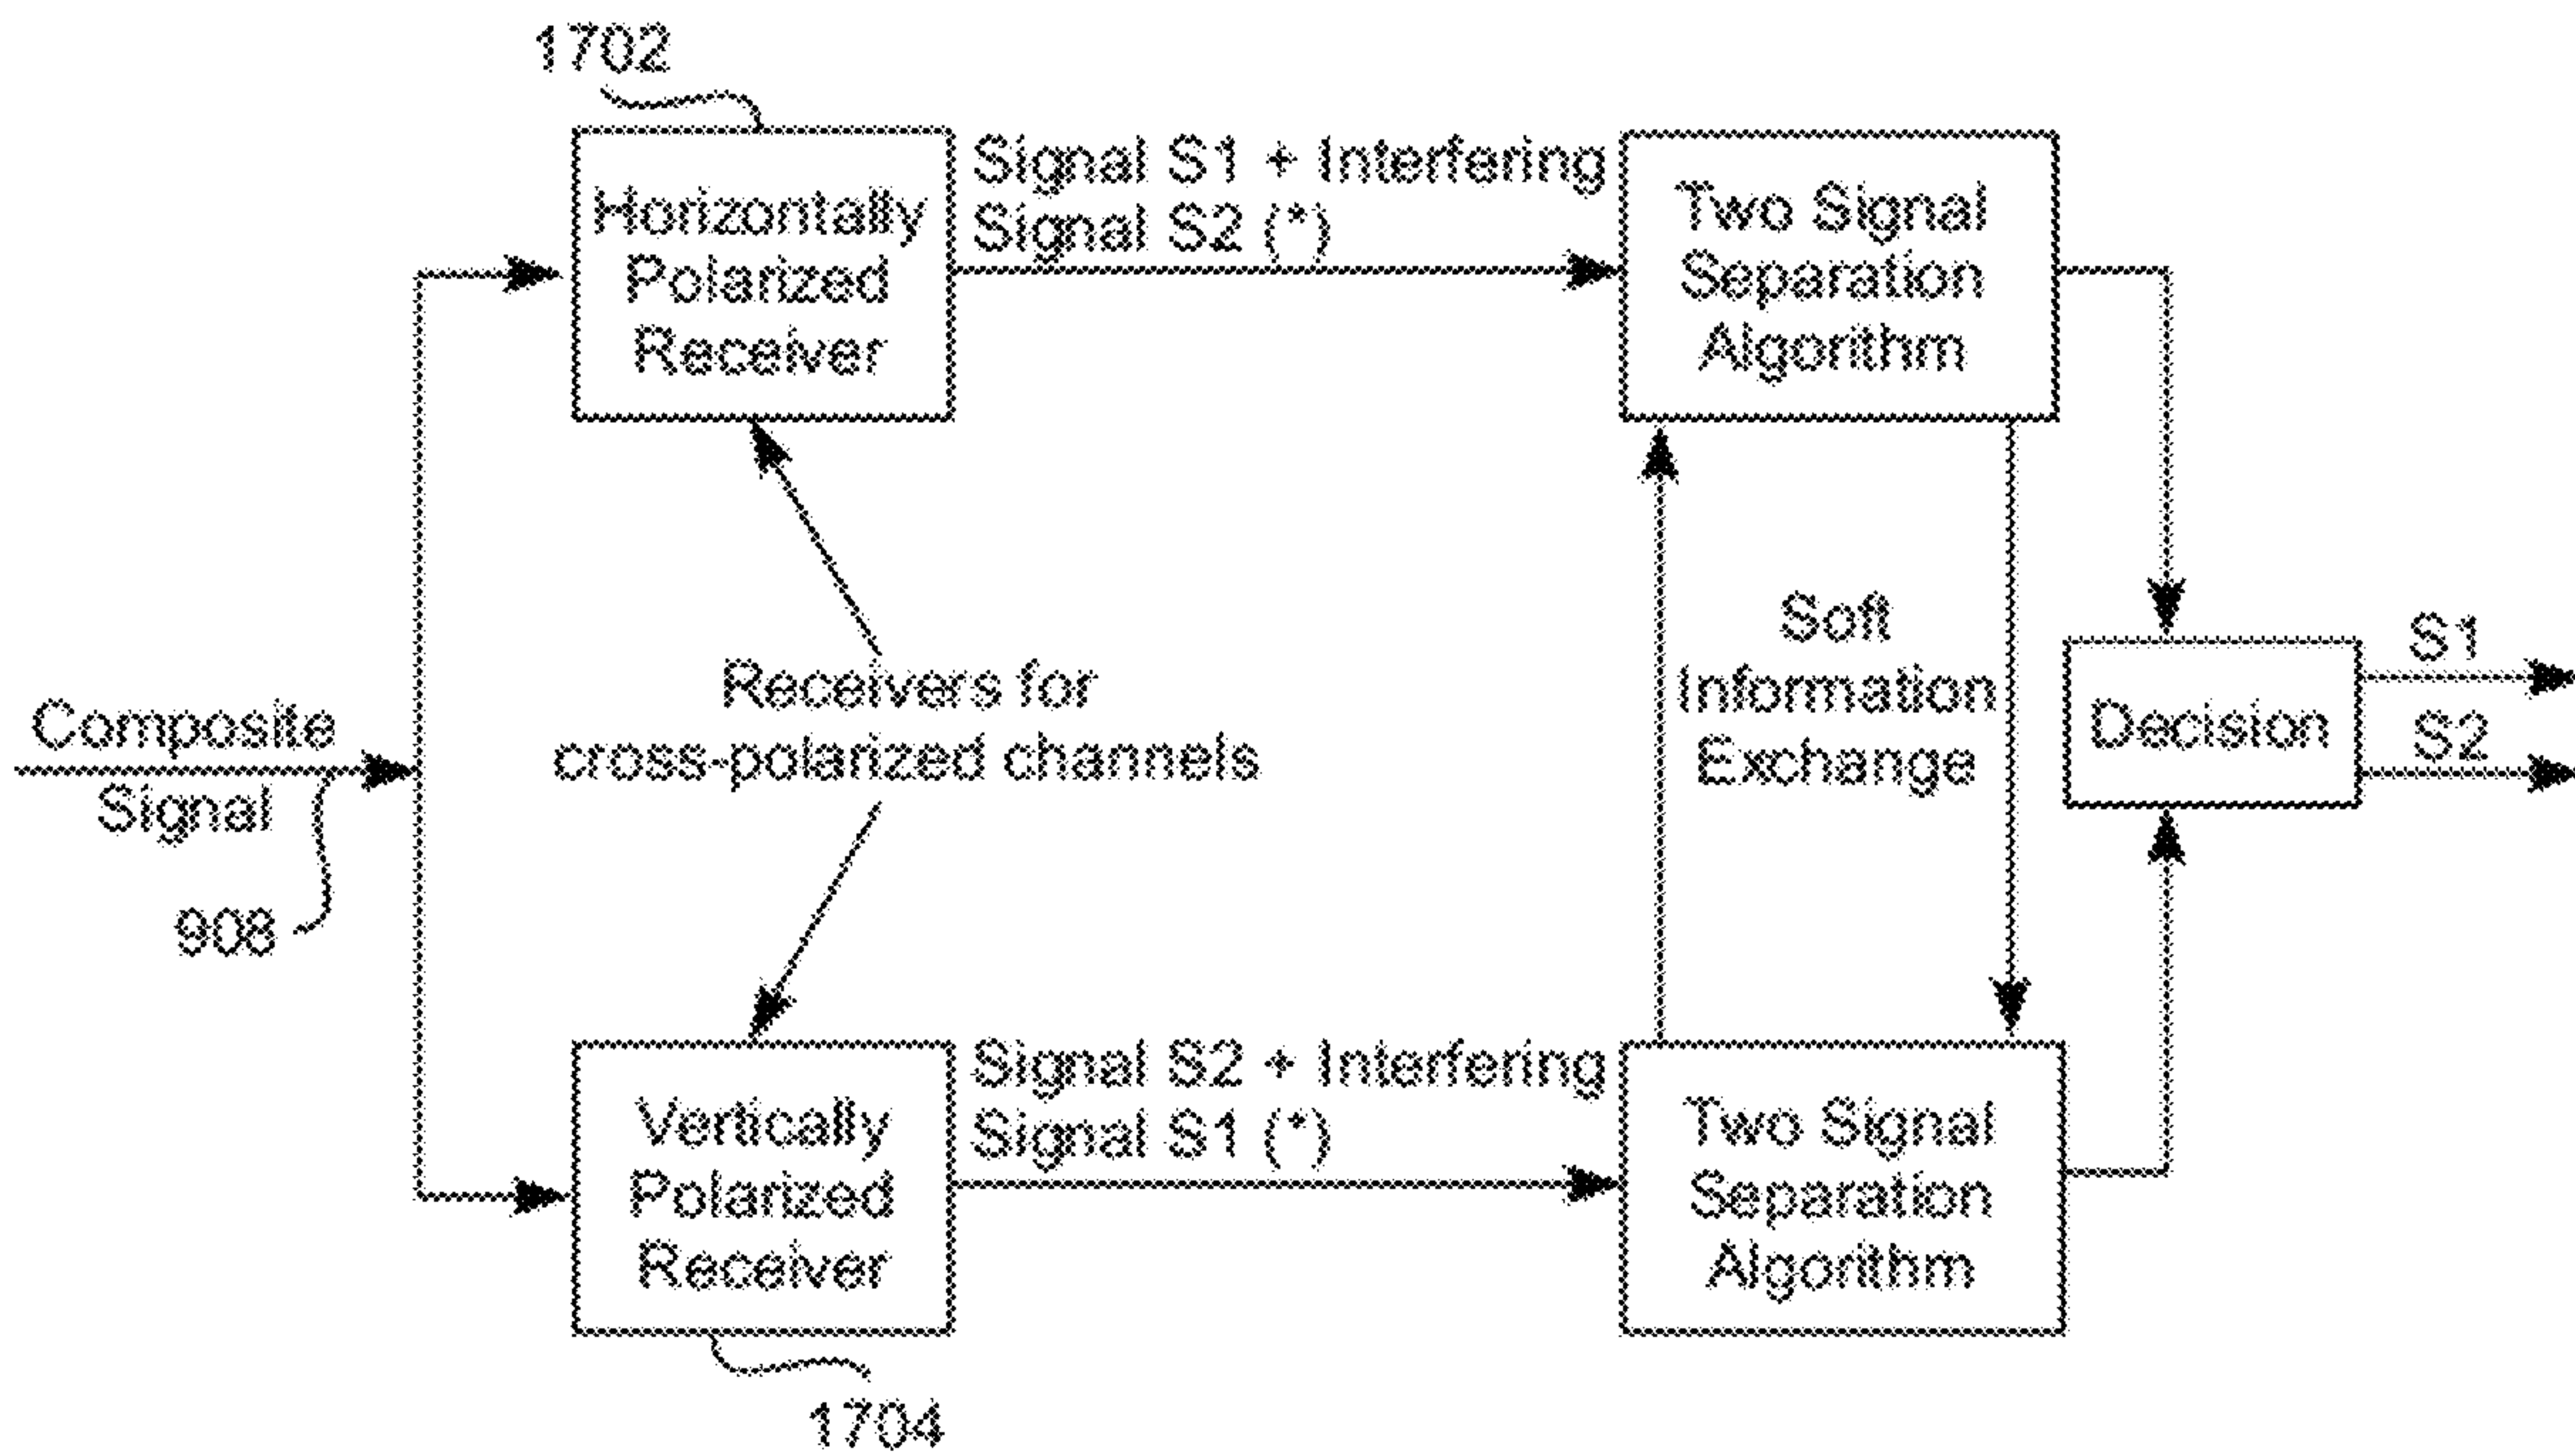 1702
Horizontally
Polarized
Receiver
Signal S1 + Interfering
Signal S2 (*)
Two Signal
Separation
Algorithm
Composite
Signal
908
Receivers for
cross-polarized channels
Soft
Information
Exchange
Decision
S1
S2
Vertically
Polarized
Receiver
1704
Signal S2 + Interfering
Signal S1 (*)
Two Signal
Separation
Algorithm